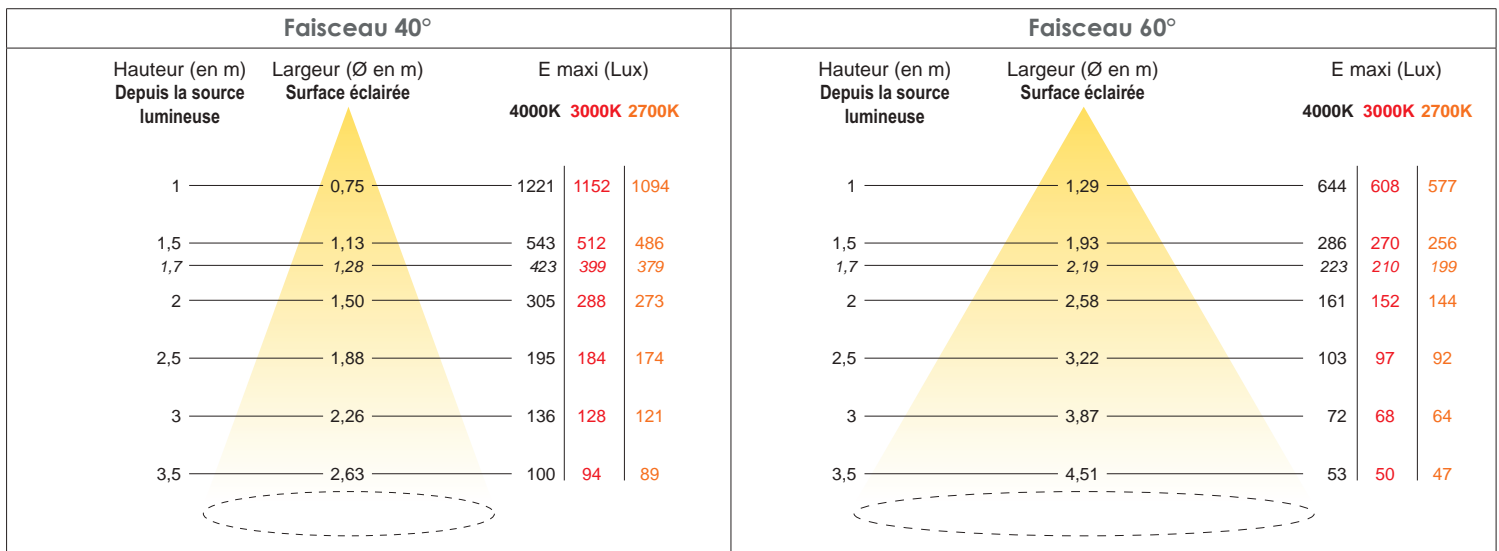 Faisceau 40°
Hauteur (en m) Largeur (Ø en m) E maxi (Lux)
Depuis la source Surface éclairée
lumineuse 4000K 3000K 2700K
1 0,75 1221 1152 1094
1,5 1,13 543 512 486
1,7 1,28 423 399 379
2 1,50 305 288 273
2,5 1,88 195 184 174
3 2,26 136 128 121
3,5 2,63 100 94 89
Faisceau 60°
Hauteur (en m) Largeur (Ø en m) E maxi (Lux)
Depuis la source Surface éclairée
lumineuse 4000K 3000K 2700K
1 1,29 644 608 577
1,5 1,93 286 270 256
1,7 2,19 223 210 199
2 2,58 161 152 144
2,5 3,22 103 97 92
3 3,87 72 68 64
3,5 4,51 53 50 47